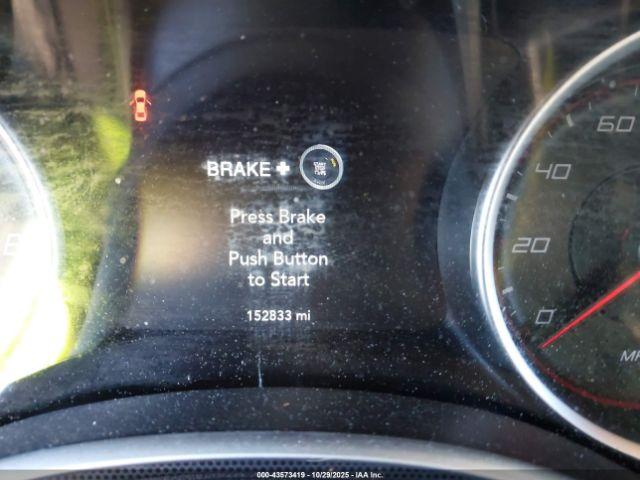 BRAKE +
START
Press Brake
and
Push Button
to Start
152833 mi
60
40
20
0
000-43573419 - 10/29/2025 - IAA Inc.